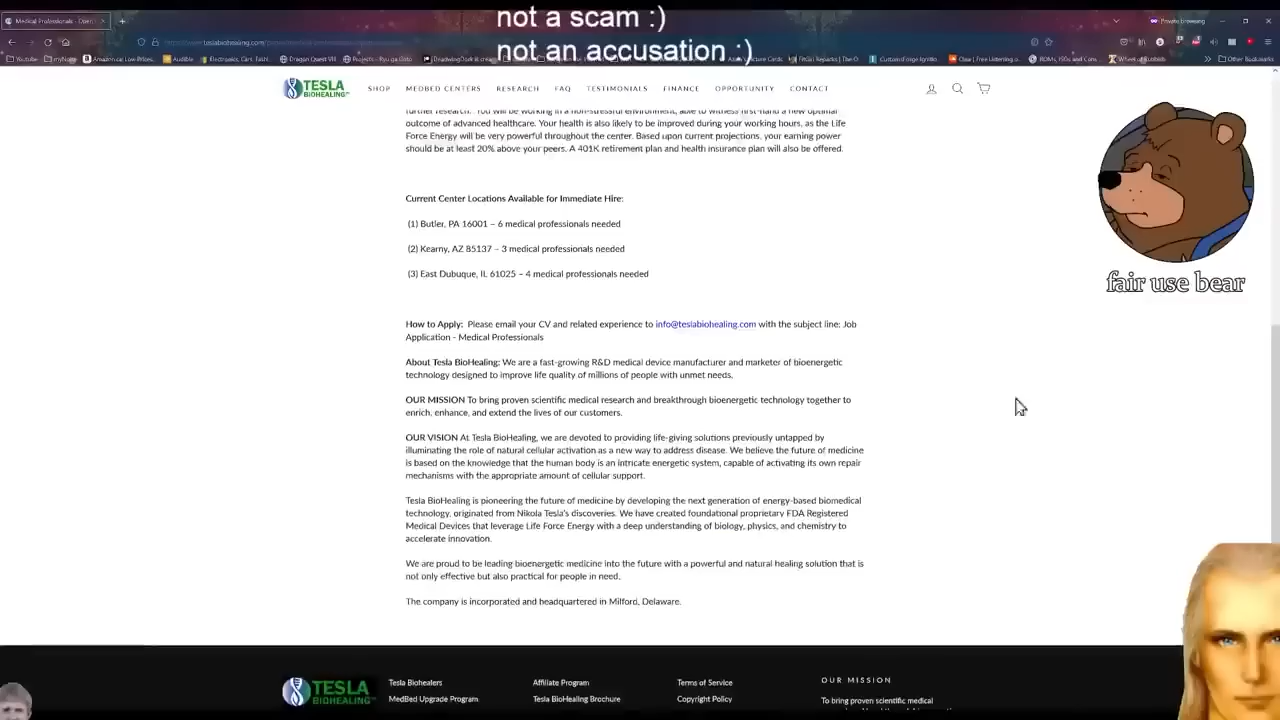 not a scam :)
not an accusation :)
Medical Professionals - Open
Private browsing
teslabiohealing.com
YouTube
Audible
Other Bookmarks
TESLA
BIOHEALING
SHOP MEDBED CENTERS RESEARCH FAQ TESTIMONIALS FINANCE OPPORTUNITY CONTACT
further research. You will be working in a non-stressful environment, able to witness first-hand a new optimal
outcome of advanced healthcare. Your health is also likely to be improved during your working hours, as the Life
Force Energy will be very powerful throughout the center. Based upon current projections, your earning power
should be at least 20% above your peers. A 401K retirement plan and health insurance plan will also be offered.
Current Center Locations Available for Immediate Hire:
(1) Butler, PA 16001 – 6 medical professionals needed
(2) Kearny, AZ 85137 – 3 medical professionals needed
(3) East Dubuque, IL 61025 – 4 medical professionals needed
fair use bear
How to Apply: Please email your CV and related experience to info@teslabiohealing.com with the subject line: Job
Application - Medical Professionals
About Tesla BioHealing: We are a fast-growing R&D medical device manufacturer and marketer of bioenergetic
technology designed to improve life quality of millions of people with unmet needs.
OUR MISSION To bring proven scientific medical research and breakthrough bioenergetic technology together to
enrich, enhance, and extend the lives of our customers.
OUR VISION At Tesla BioHealing, we are devoted to providing life-giving solutions previously untapped by
illuminating the role of natural cellular activation as a new way to address disease. We believe the future of medicine
is based on the knowledge that the human body is an intricate energetic system, capable of activating its own repair
mechanisms with the appropriate amount of cellular support.
Tesla BioHealing is pioneering the future of medicine by developing the next generation of energy-based biomedical
technology, originated from Nikola Tesla's discoveries. We have created foundational proprietary FDA Registered
Medical Devices that leverage Life Force Energy with a deep understanding of biology, physics, and chemistry to
accelerate innovation.
We are proud to be leading bioenergetic medicine into the future with a powerful and natural healing solution that is
not only effective but also practical for people in need.
The company is incorporated and headquartered in Milford, Delaware.
TESLA
BIOHEALING
Tesla Biohealers
MedBed Upgrade Program
Affiliate Program
Tesla BioHealing Brochure
Terms of Service
Copyright Policy
OUR MISSION
To bring proven scientific medical